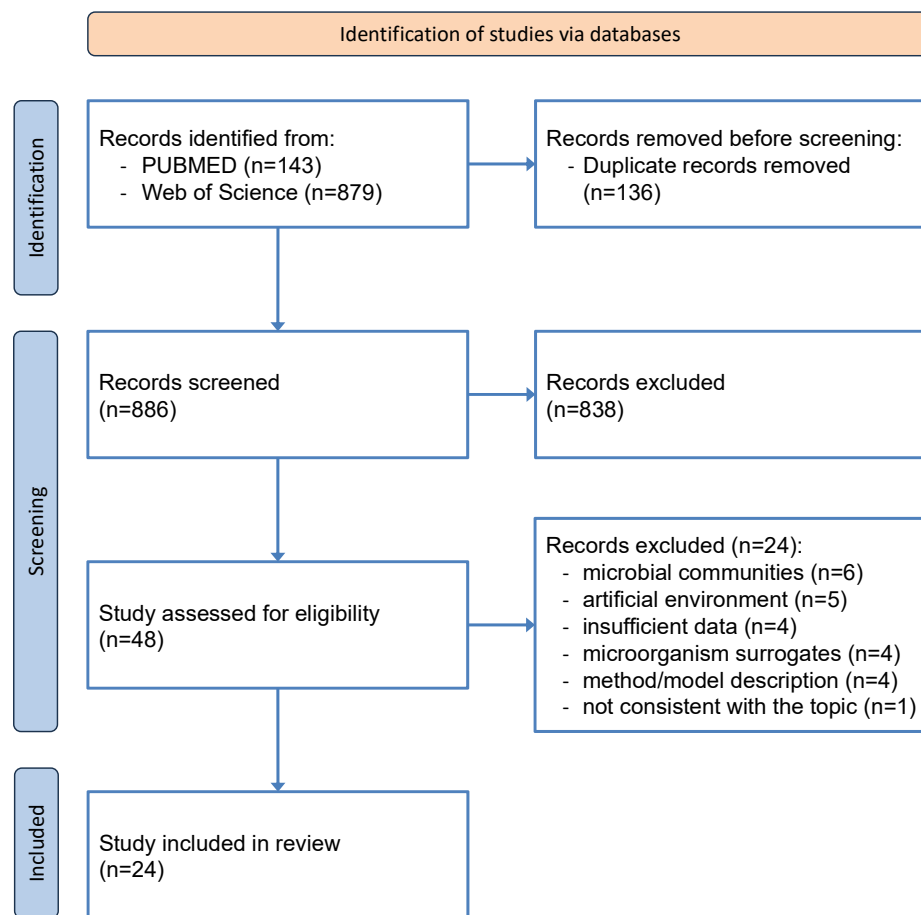 Identification of studies via databases
Identification
Records identified from:
- PUBMED (n=143)
- Web of Science (n=879)
Records removed before screening:
- Duplicate records removed
(n=136)
Screening
Records screened
(n=886)
Records excluded
(n=838)
Study assessed for eligibility
(n=48)
Records excluded (n=24):
- microbial communities (n=6)
- artificial environment (n=5)
- insufficient data (n=4)
- microorganism surrogates (n=4)
- method/model description (n=4)
- not consistent with the topic (n=1)
Included
Study included in review
(n=24)